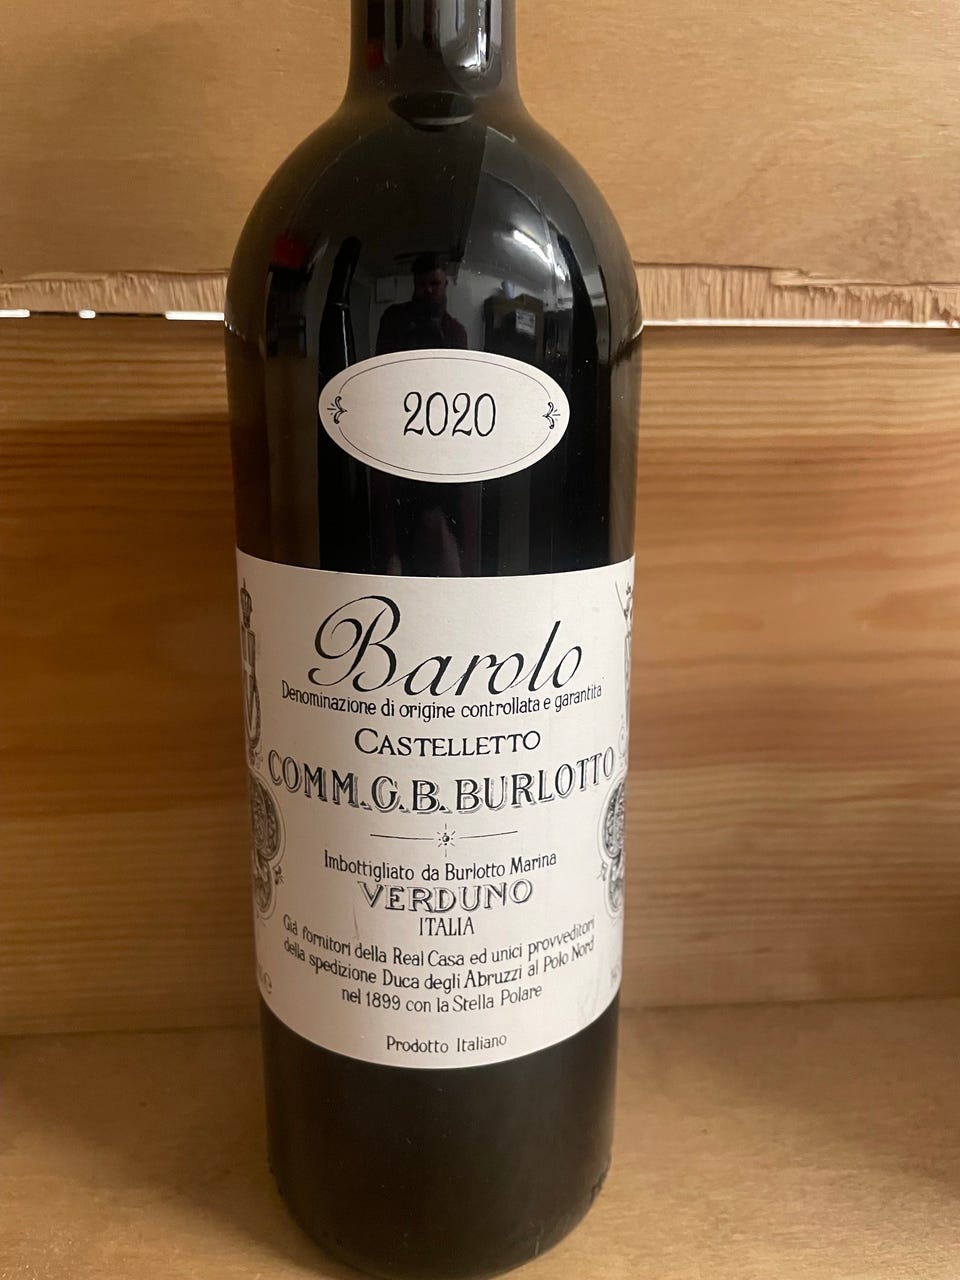 2020
Barolo
Denominazione di origine controllata e garantita
CASTELLETTO
COMM. G.B. BURLOTTO
Imbottigliato da Burlotto Marina
VERDUNO
ITALIA
Già fornitori della Real Casa ed unici provveditori
della spedizione Duca degli Abruzzi al Polo Nord
nel 1899 con la Stella Polare
Prodotto Italiano